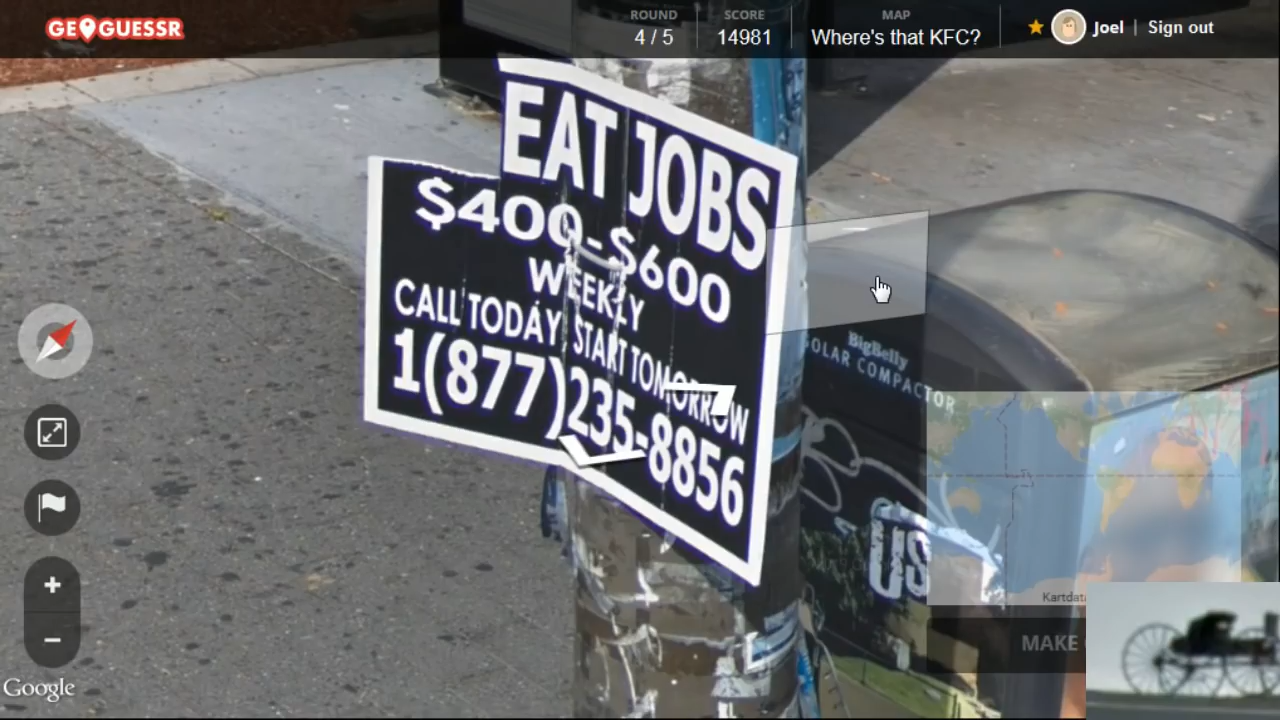 GEOGUESSR
ROUND
4 / 5
SCORE
14981
MAP
Where's that KFC?
Joel | Sign out
EAT JOBS
$400-$600
WEEKLY
CALL TODAY START TOMORROW
1(877)235-8856
BigBelly
SOLAR COMPACTOR
US
Kartdata
MAKE
Google